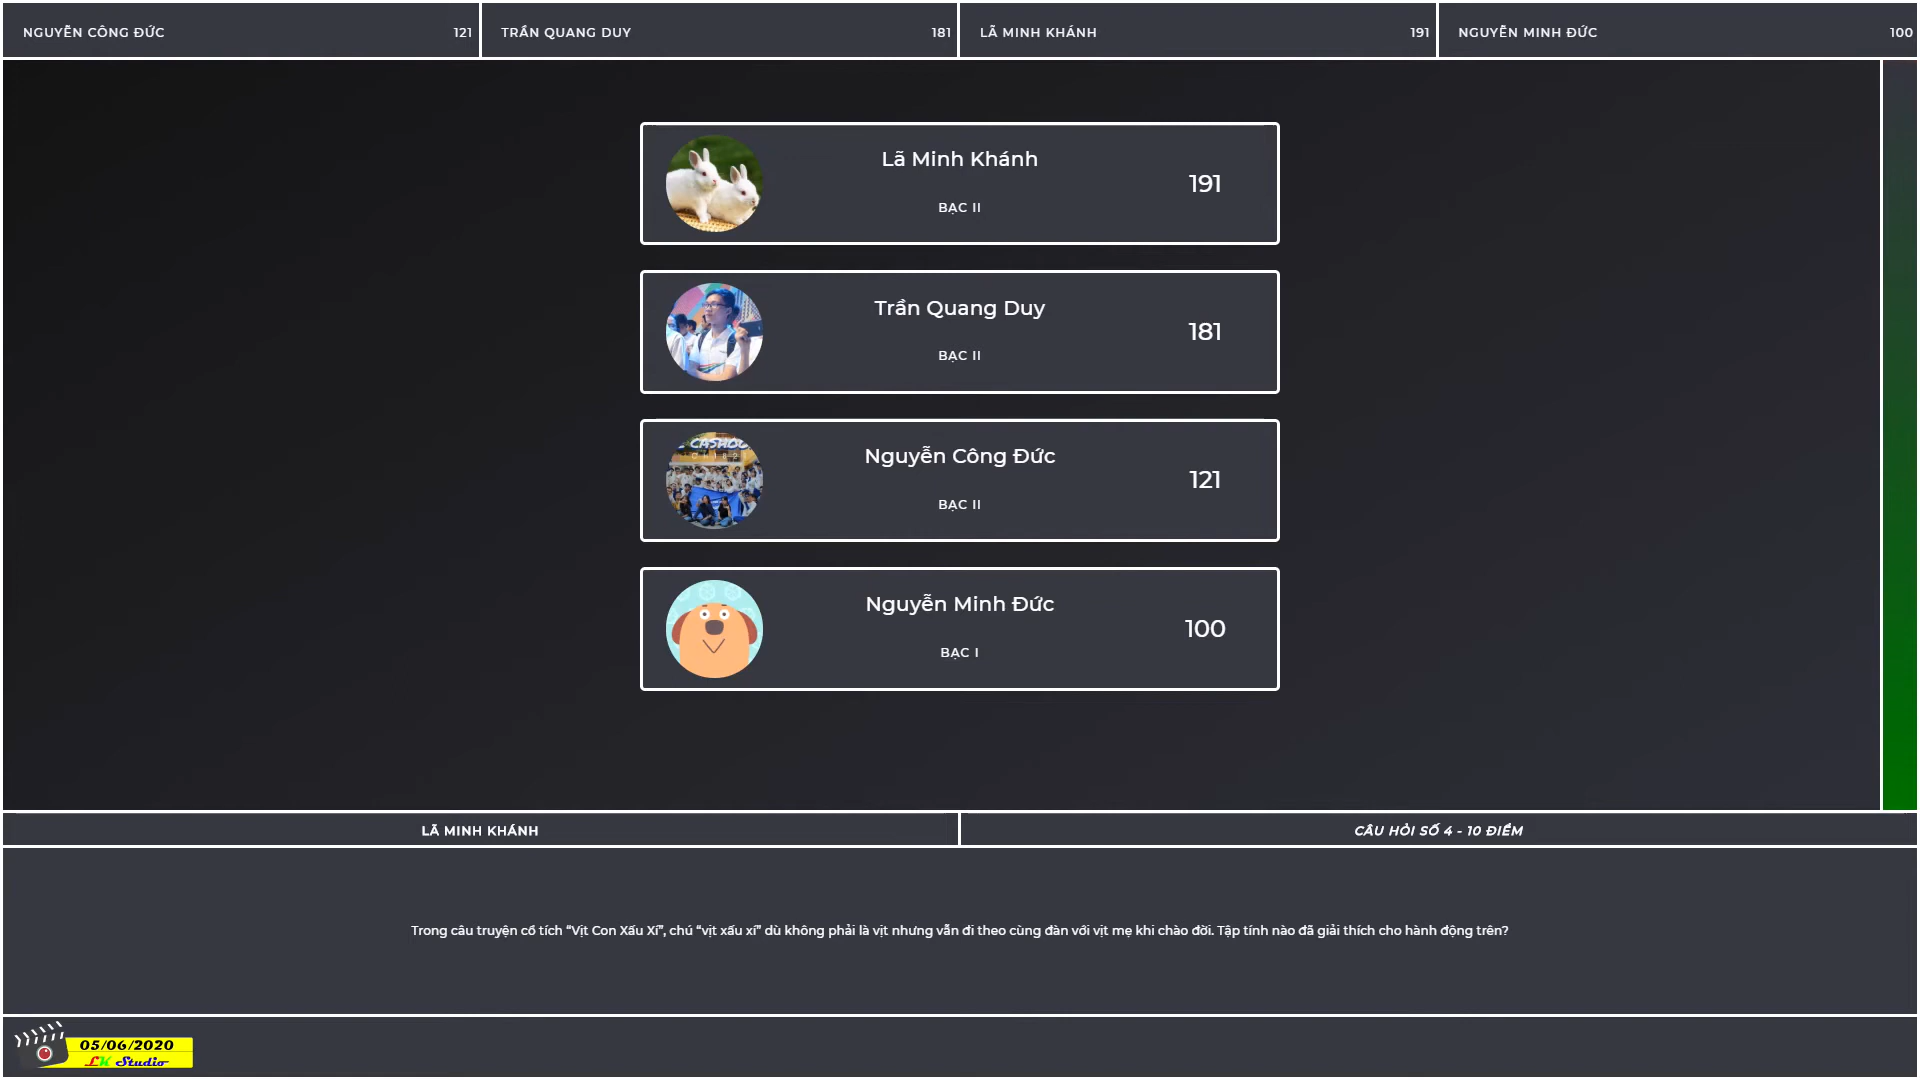 NGUYỄN CÔNG ĐỨC 121 TRẦN QUANG DUY 181 LÃ MINH KHÁNH 191 NGUYỄN MINH ĐỨC 100
Lã Minh Khánh
191
BẠC II
Trần Quang Duy
181
BẠC II
Nguyễn Công Đức
121
BẠC II
Nguyễn Minh Đức
100
BẠC I
LÃ MINH KHÁNH CÂU HỎI SỐ 4 - 10 ĐIỂM
Trong câu truyện cổ tích “Vịt Con Xấu Xí”, chú “vịt xấu xí” dù không phải là vịt nhưng vẫn đi theo cùng đàn với vịt mẹ khi chào đời. Tập tính nào đã giải thích cho hành động trên?
05/06/2020
LK Studio